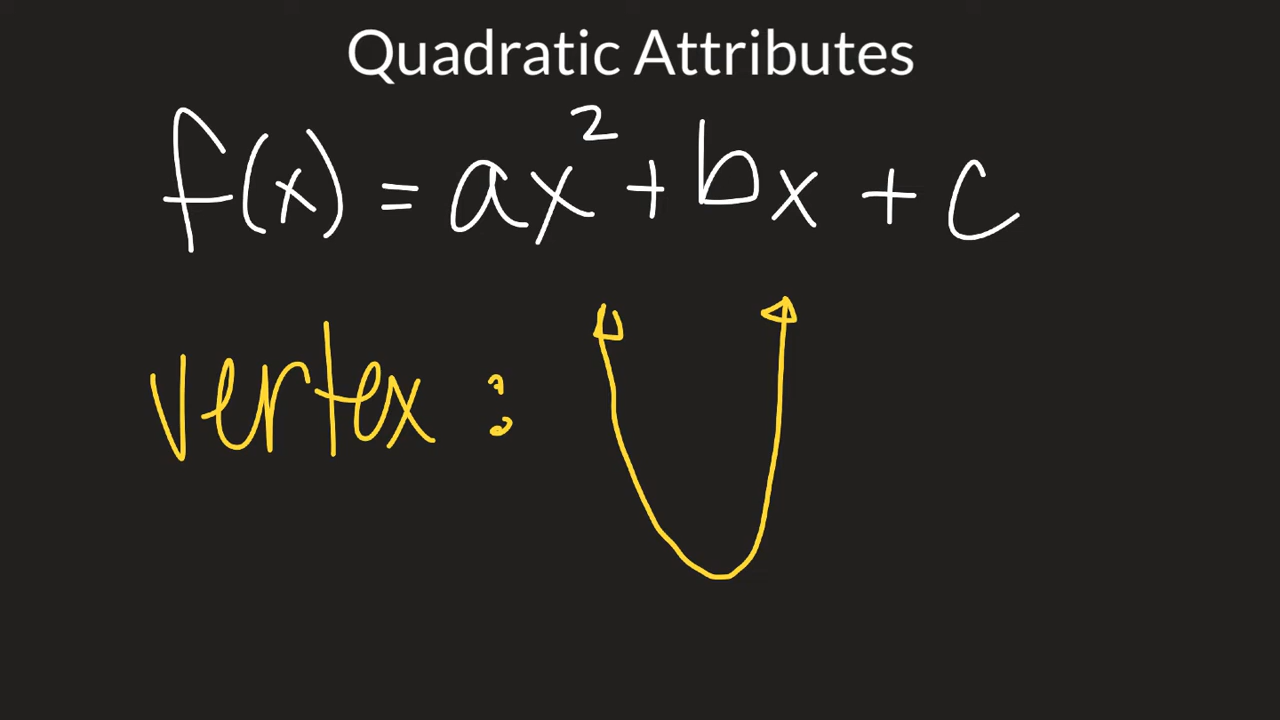 Quadratic Attributes
f(x) = ax² + bx + c
vertex :